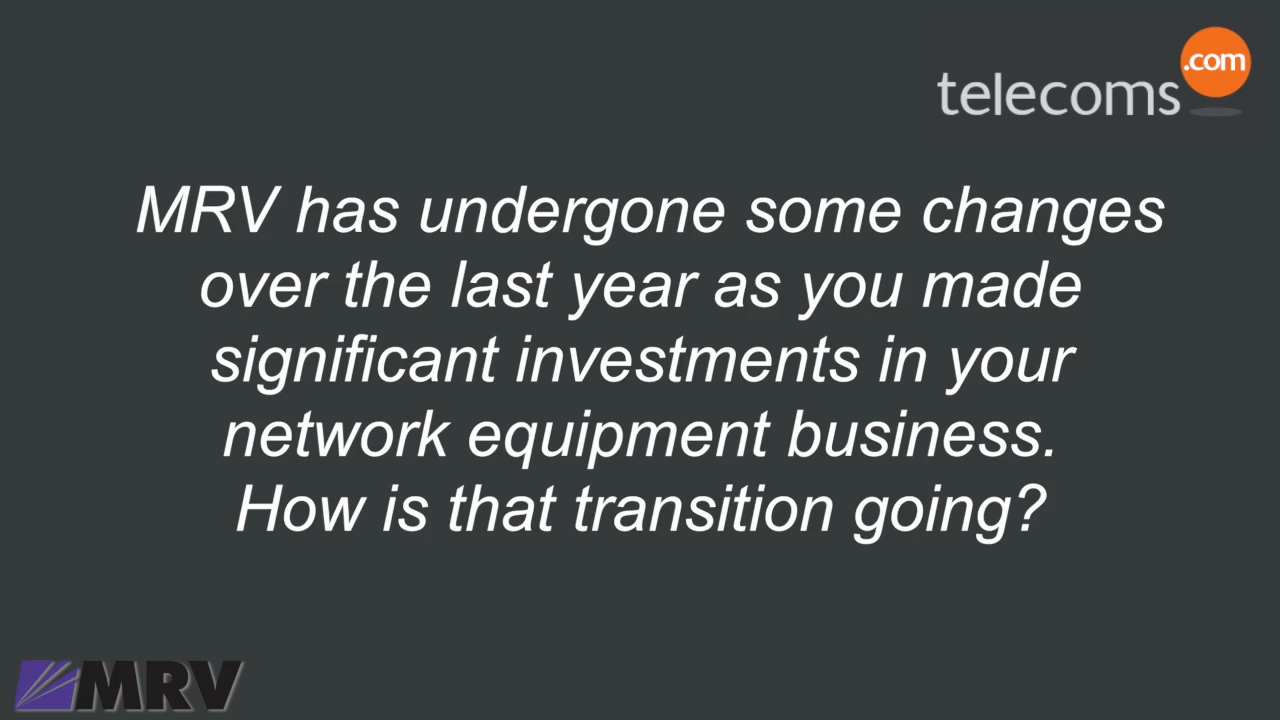 telecoms
.com
MRV has undergone some changes
over the last year as you made
significant investments in your
network equipment business.
How is that transition going?
MRV